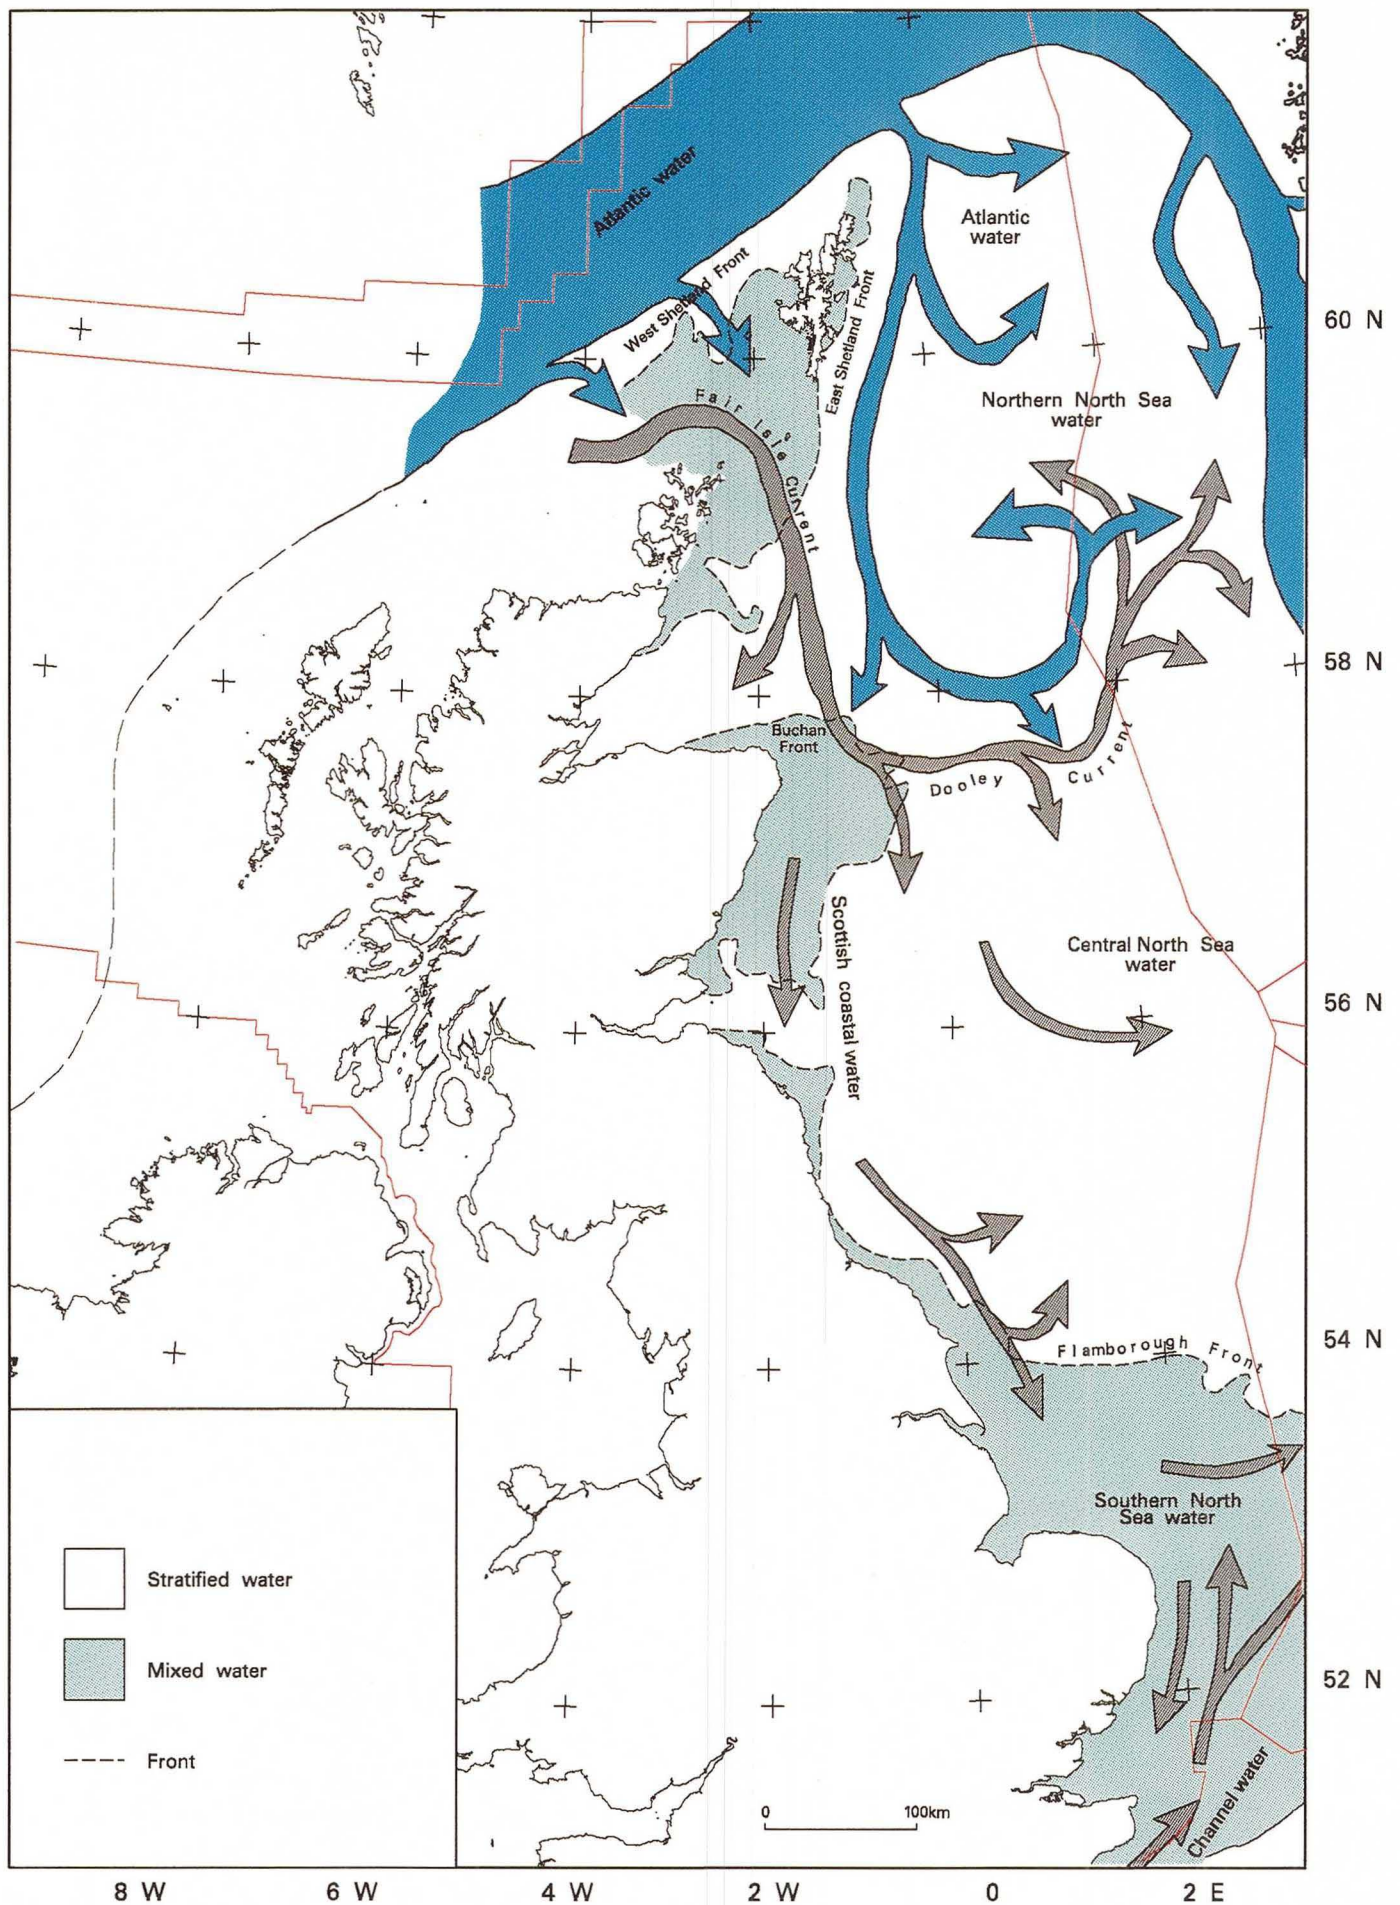 Atlantic water
Atlantic
water
West Shetland Front
East Shetland Front
60 N
Fair Isle Current
Northern North Sea
water
58 N
Buchan
Front
Dooley Current
Scottish coastal water
Central North Sea
water
56 N
Flamborough Front
54 N
Southern North
Sea water
Stratified water
Mixed water
Front
52 N
Channel water
0 100km
8 W 6 W 4 W 2 W 0 2 E